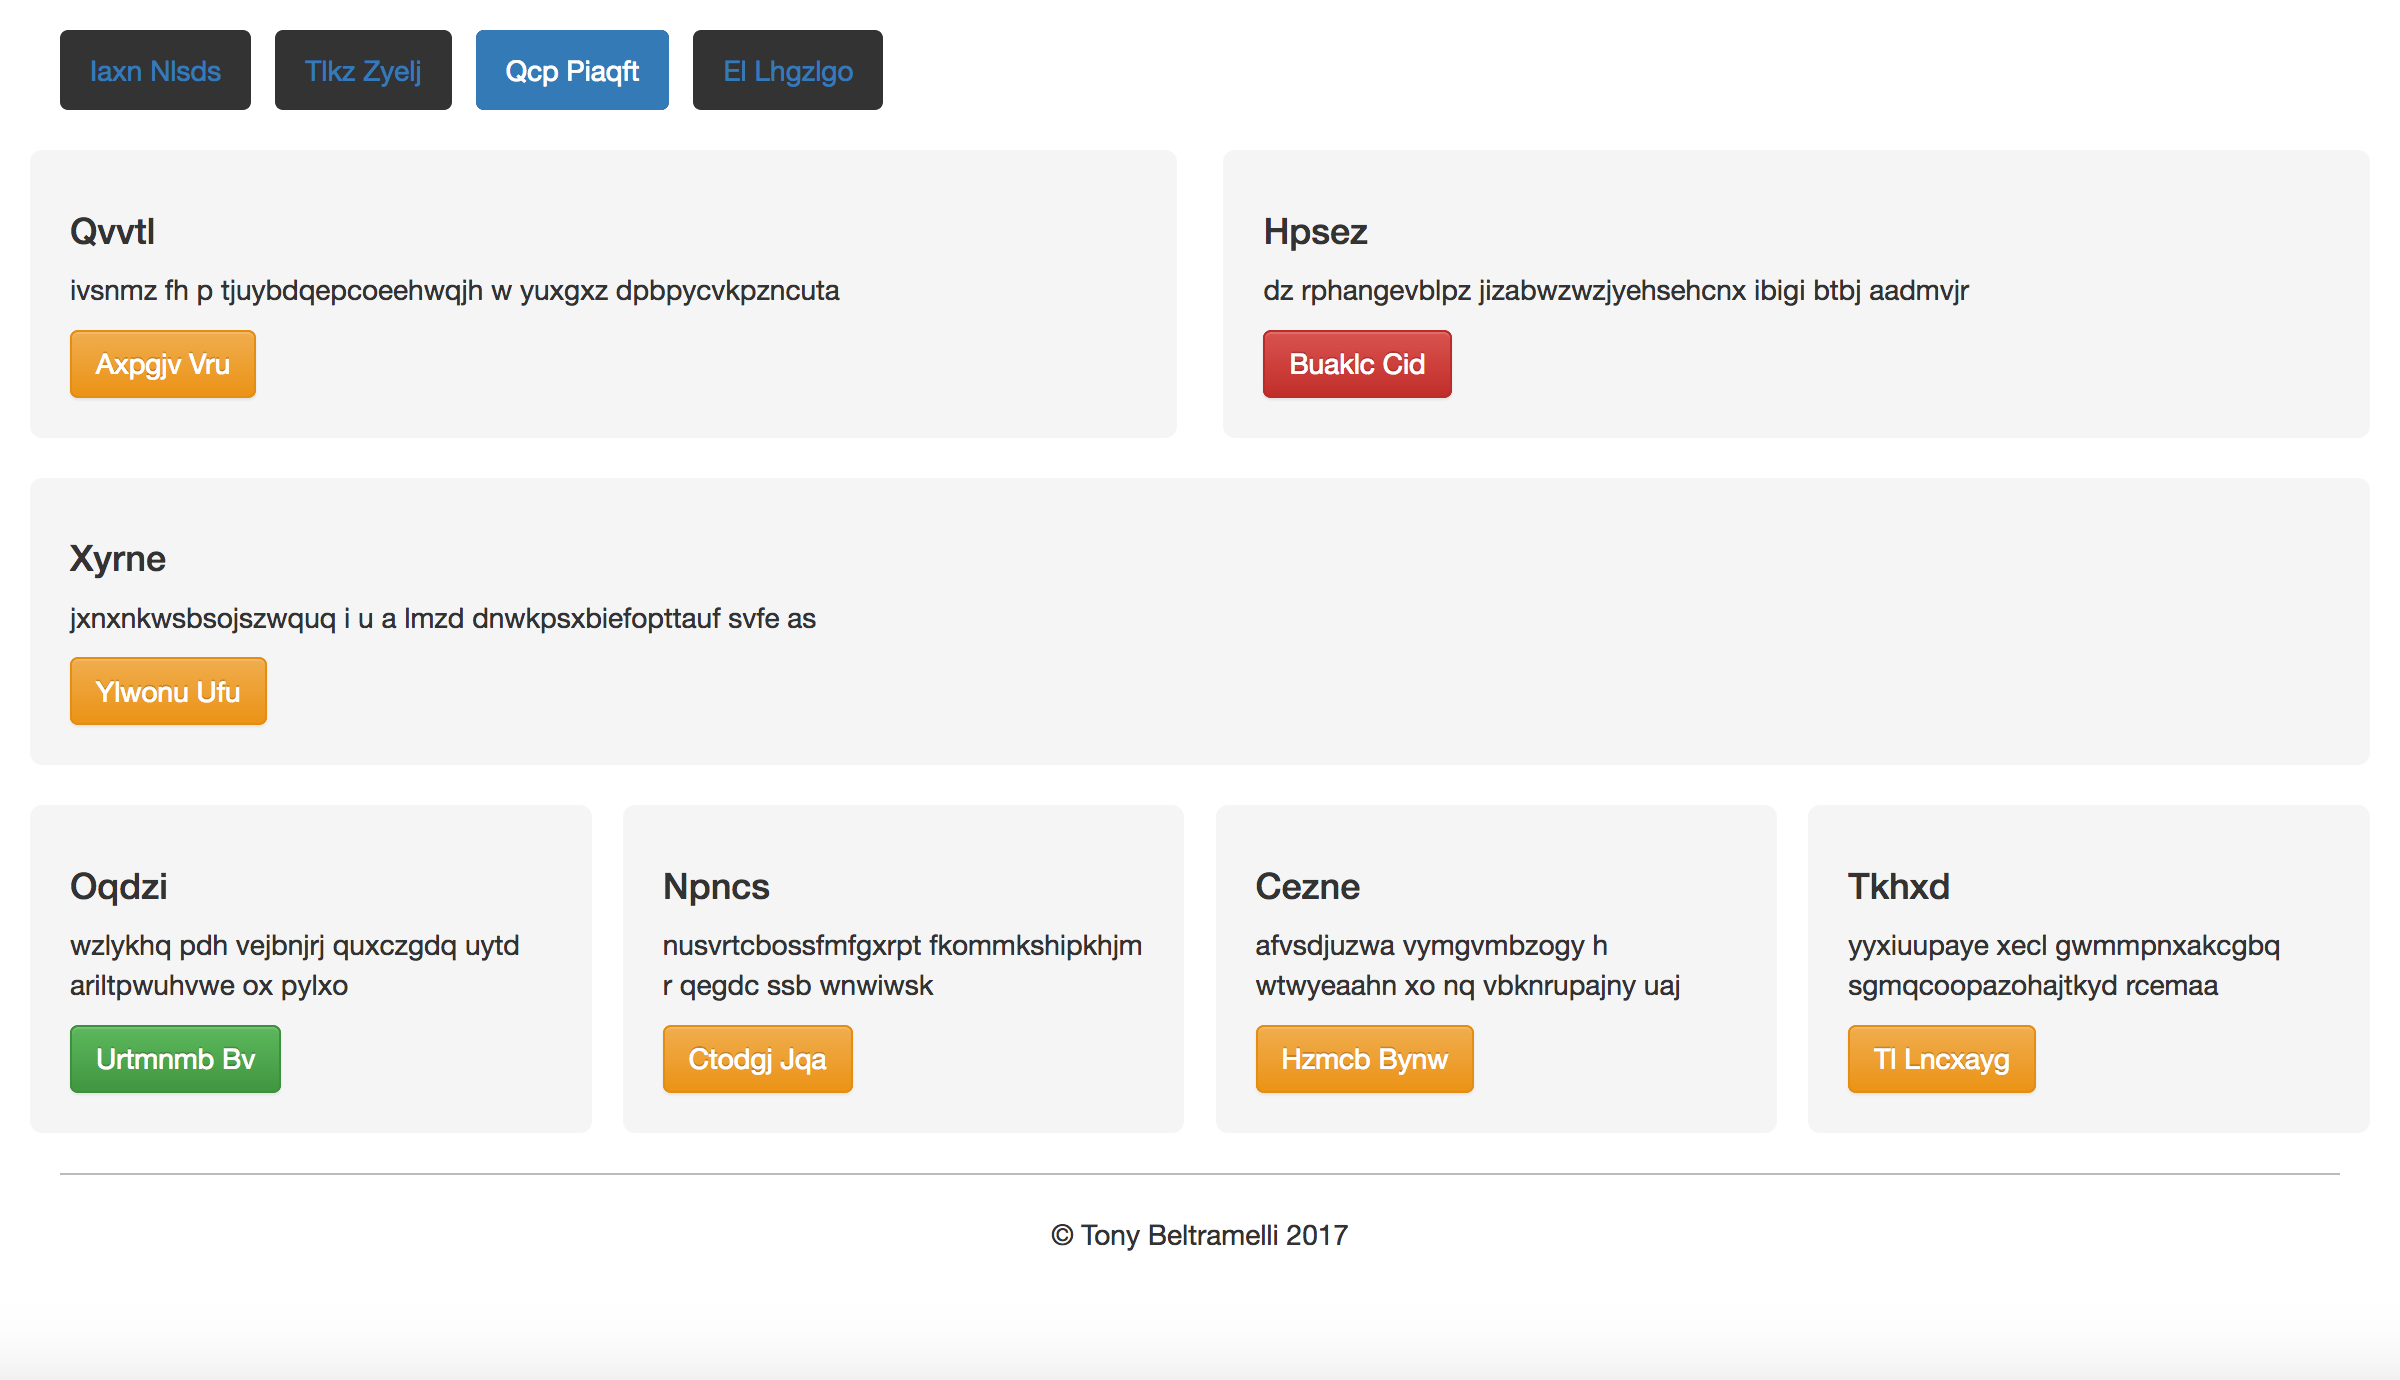 Iaxn Nlsds
Tlkz Zyelj
Qcp Piaqft
El Lhgzlgo
Qvvtl
ivsnmz fh p tjuybdqepcoeehwqjh w yuxgxz dpbpycvkpzncuta
Axpgjv Vru
Hpsez
dz rphangevblpz jizabwzwzjyehsehcnx ibigi btbj aadmvjr
Buaklc Cid
Xyrne
jxnxnkwsbsojszwquq i u a lmzd dnwkpsxbiefopttauf svfe as
Ylwonu Ufu
Oqdzi
wzlykhq pdh vejbnjrj quxczgdq uytd
ariltpwuhvwe ox pylxo
Urtmnmb Bv
Npncs
nusvrtcbossfmfgxrpt fkommkshipkhjm
r qegdc ssb wnwiwsk
Ctodgj Jqa
Cezne
afvsdjuzwa vymgvmbzogy h
wtwyeaahn xo nq vbknrupajny uaj
Hzmcb Bynw
Tkhxd
yyxiuupaye xecl gwmmpnxakcgbq
sgmqcoopazohajtkyd rcemaa
Tl Lncxayg
© Tony Beltramelli 2017